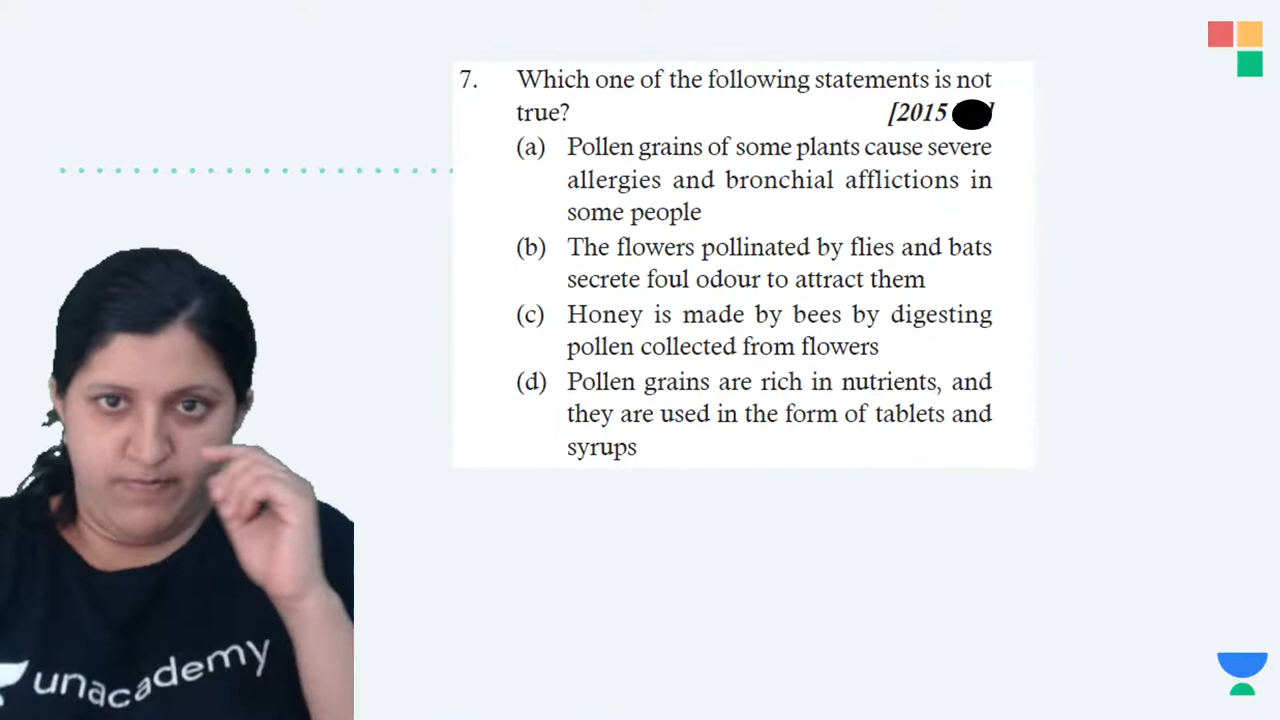 7. Which one of the following statements is not
true? [2015 ]
(a) Pollen grains of some plants cause severe
allergies and bronchial afflictions in
some people
(b) The flowers pollinated by flies and bats
secrete foul odour to attract them
(c) Honey is made by bees by digesting
pollen collected from flowers
(d) Pollen grains are rich in nutrients, and
they are used in the form of tablets and
syrups
unacademy